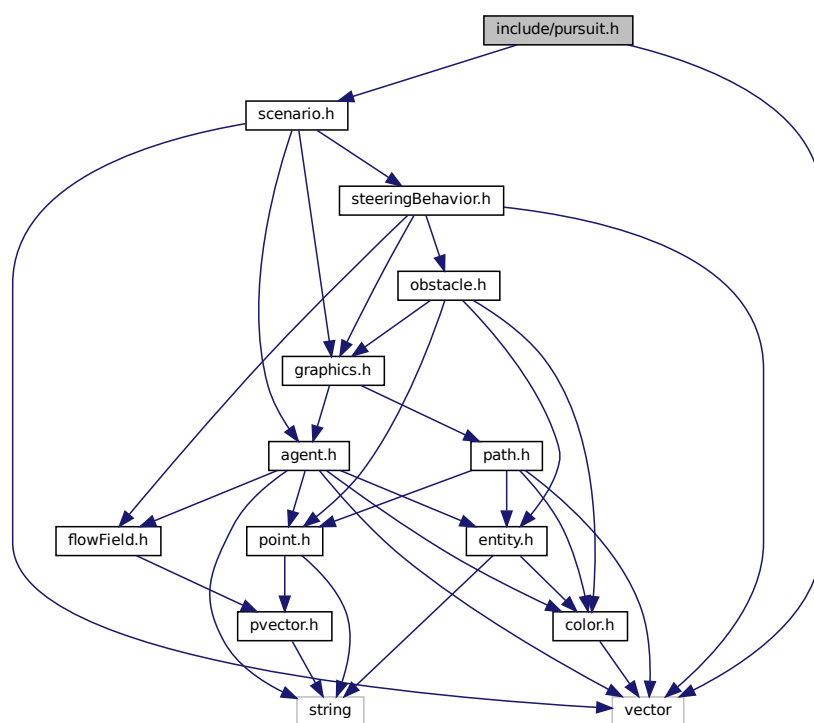 include/pursuit.h
scenario.h
steeringBehavior.h
obstacle.h
graphics.h
agent.h
path.h
flowField.h
point.h
entity.h
pvector.h
color.h
string
vector